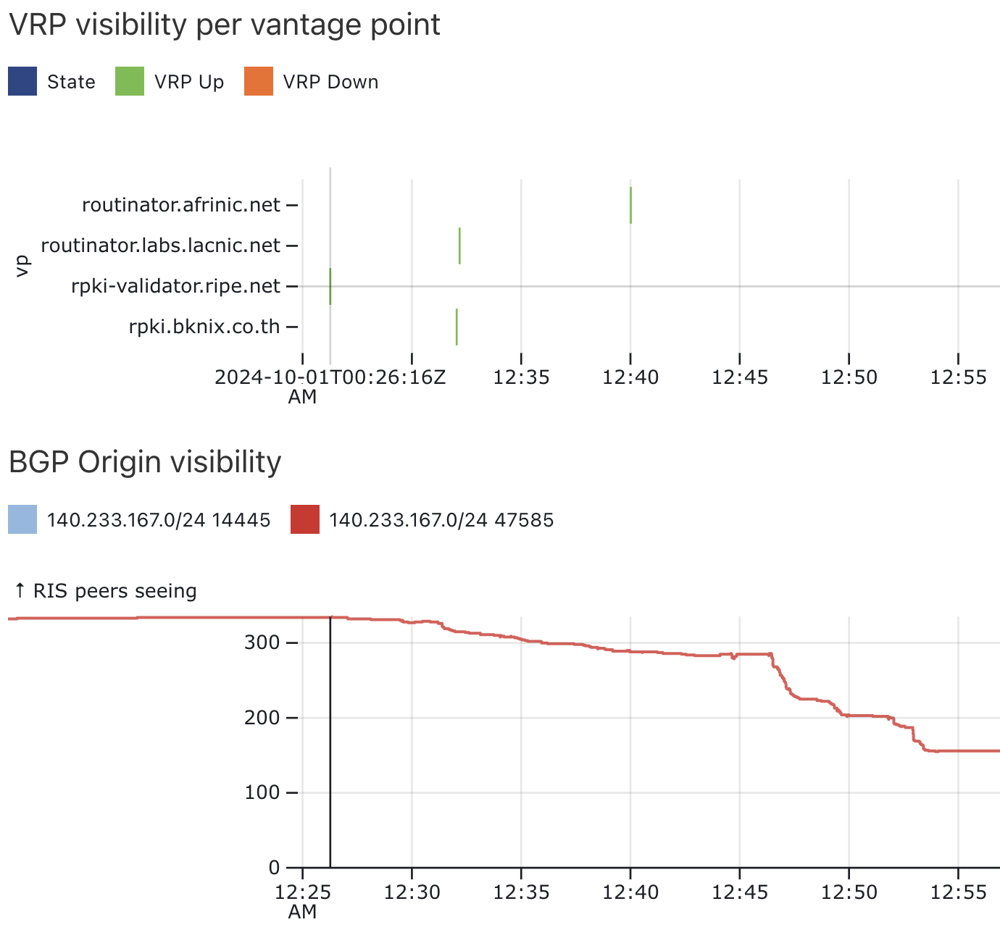 VRP visibility per vantage point
State VRP Up VRP Down
routinator.afrinic.net
routinator.labs.lacnic.net
vp
rpki-validator.ripe.net
rpki.bknix.co.th
2024-10-01T00:26:16Z 12:35 12:40 12:45 12:50 12:55
AM
BGP Origin visibility
140.233.167.0/24 14445 140.233.167.0/24 47585
↑ RIS peers seeing
300
200
100
0
12:25 12:30 12:35 12:40 12:45 12:50 12:55
AM